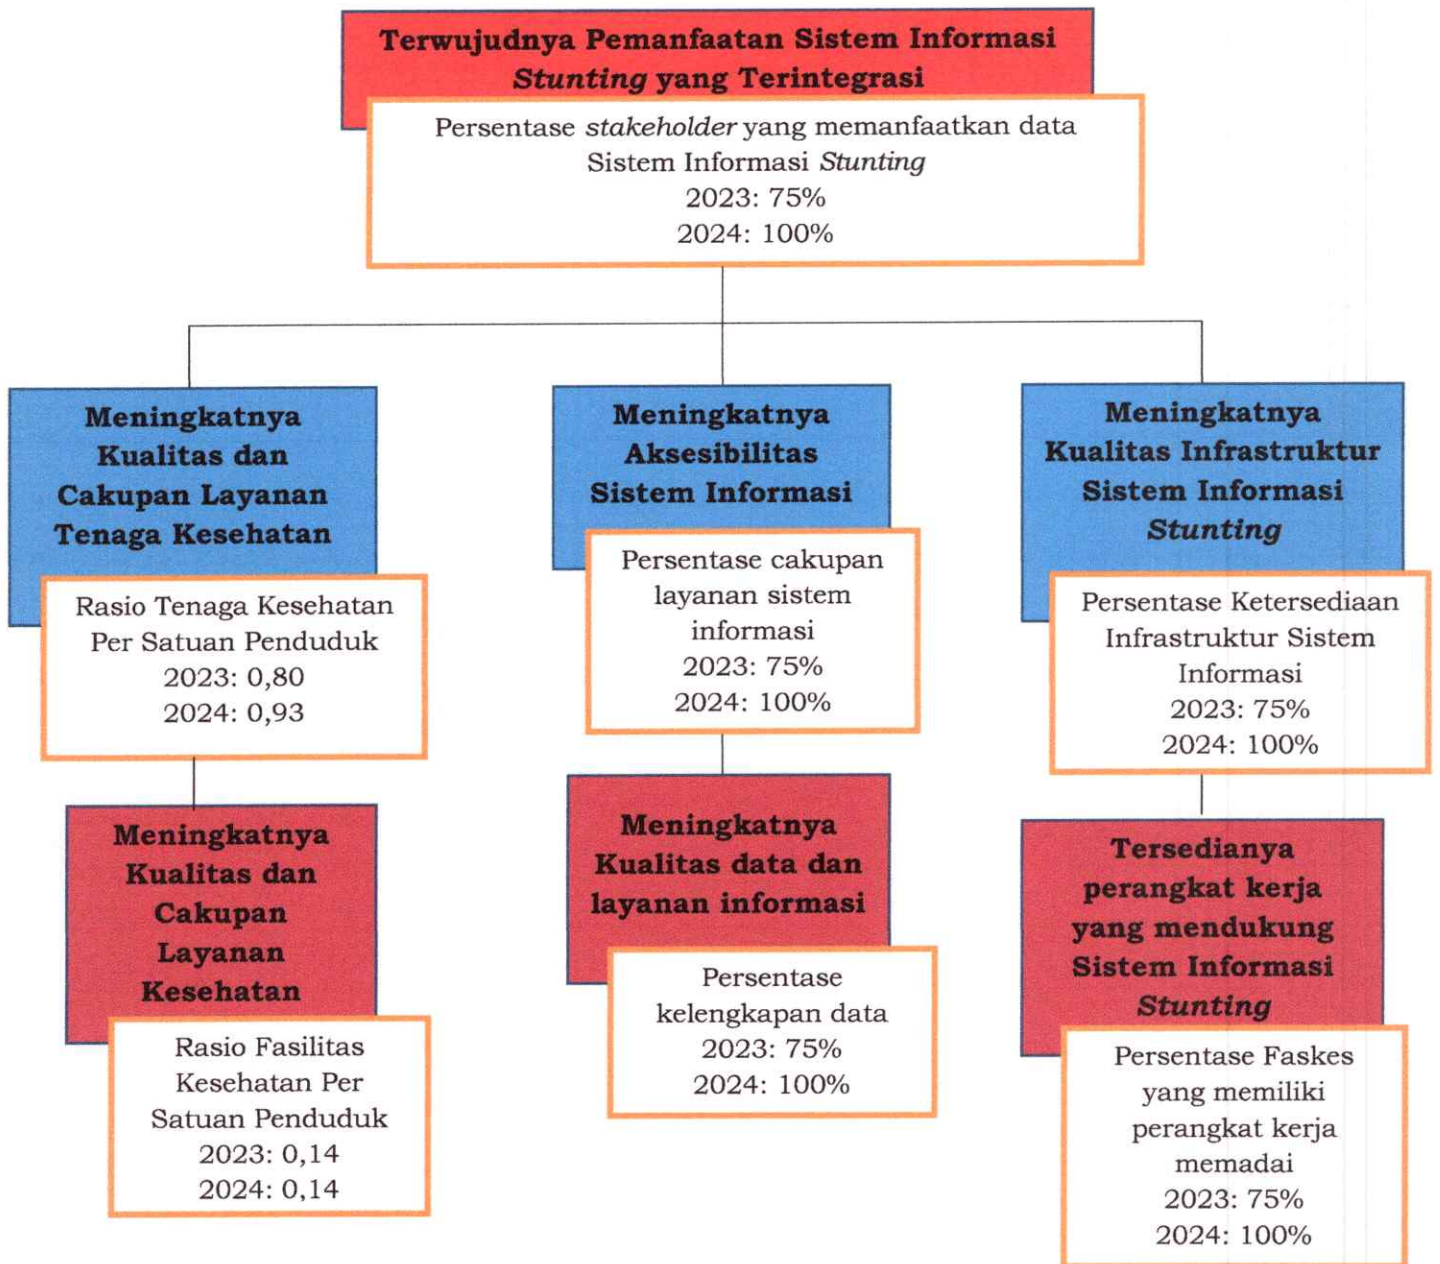 Terwujudnya Pemanfaatan Sistem Informasi
Stunting yang Terintegrasi
Persentase stakeholder yang memanfaatkan data
Sistem Informasi Stunting
2023: 75%
2024: 100%
Meningkatnya
Kualitas dan
Cakupan Layanan
Tenaga Kesehatan
Rasio Tenaga Kesehatan
Per Satuan Penduduk
2023: 0,80
2024: 0,93
Meningkatnya
Kualitas dan
Cakupan
Layanan
Kesehatan
Rasio Fasilitas
Kesehatan Per
Satuan Penduduk
2023: 0,14
2024: 0,14
Meningkatnya
Aksesibilitas
Sistem Informasi
Persentase cakupan
layanan sistem
informasi
2023: 75%
2024: 100%
Meningkatnya
Kualitas data dan
layanan informasi
Persentase
kelengkapan data
2023: 75%
2024: 100%
Meningkatnya
Kualitas Infrastruktur
Sistem Informasi
Stunting
Persentase Ketersediaan
Infrastruktur Sistem
Informasi
2023: 75%
2024: 100%
Tersedianya
perangkat kerja
yang mendukung
Sistem Informasi
Stunting
Persentase Faskes
yang memiliki
perangkat kerja
memadai
2023: 75%
2024: 100%